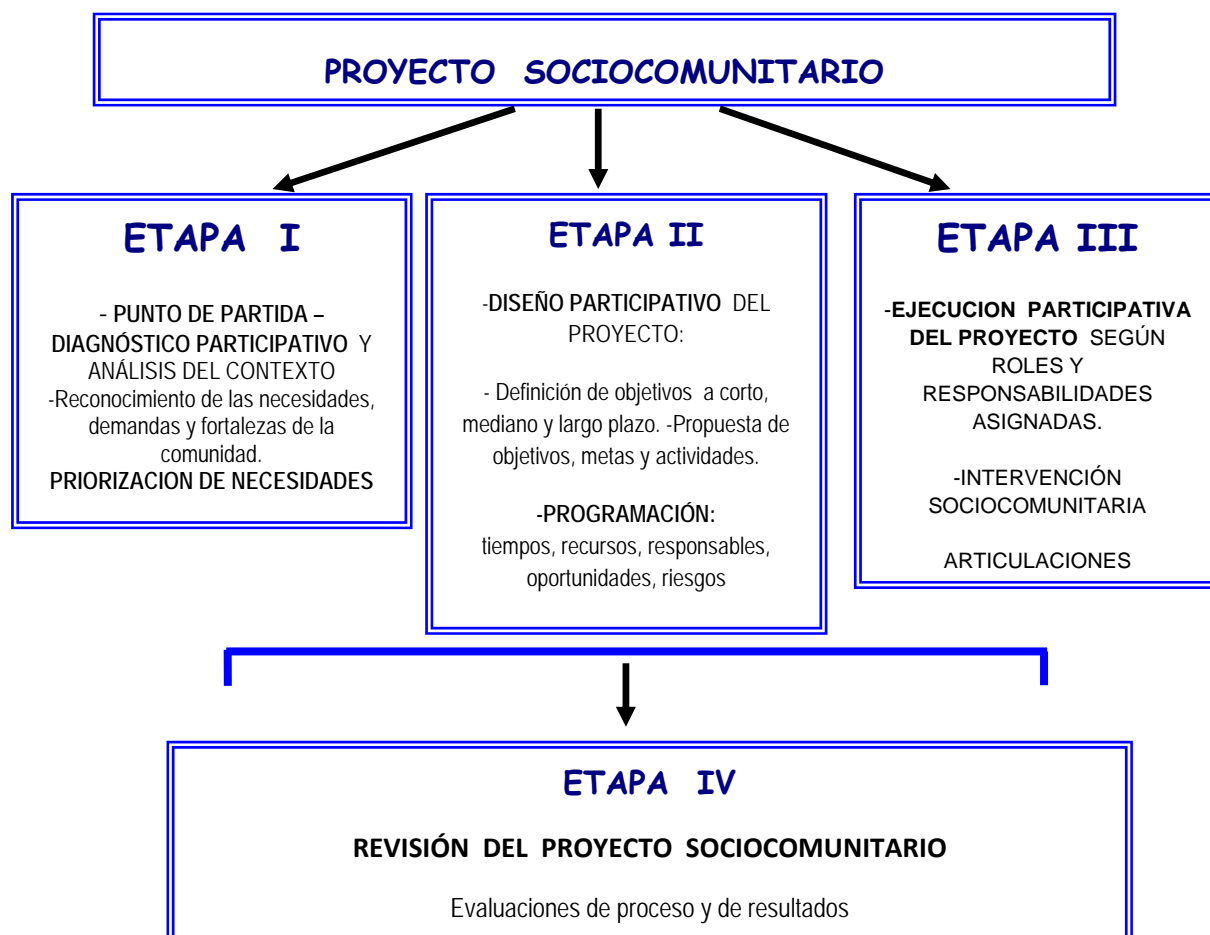 PROYECTO SOCIOCOMUNITARIO
ETAPA I
- PUNTO DE PARTIDA –
DIAGNÓSTICO PARTICIPATIVO Y
ANÁLISIS DEL CONTEXTO
-Reconocimiento de las necesidades,
demandas y fortalezas de la
comunidad.
PRIORIZACION DE NECESIDADES
ETAPA II
-DISEÑO PARTICIPATIVO DEL
PROYECTO:
- Definición de objetivos a corto,
mediano y largo plazo. -Propuesta de
objetivos, metas y actividades.
-PROGRAMACIÓN:
tiempos, recursos, responsables,
oportunidades, riesgos
ETAPA III
-EJECUCION PARTICIPATIVA
DEL PROYECTO SEGÚN
ROLES Y
RESPONSABILIDADES
ASIGNADAS.
-INTERVENCIÓN
SOCIOCOMUNITARIA
ARTICULACIONES
ETAPA IV
REVISIÓN DEL PROYECTO SOCIOCOMUNITARIO
Evaluaciones de proceso y de resultados